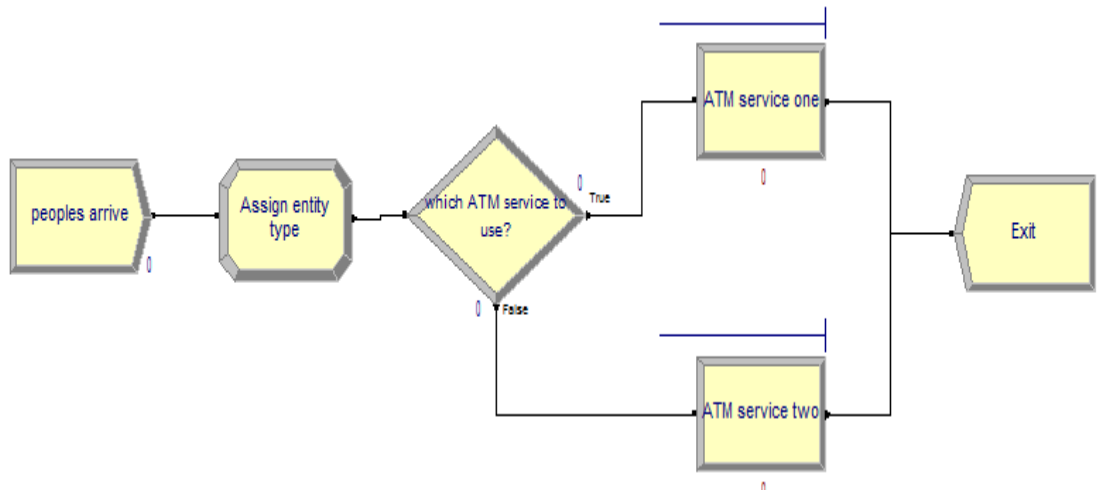 peoples arrive
0
Assign entity
type
which ATM service to
use?
0
True
0
False
ATM service one
0
ATM service two
0
Exit